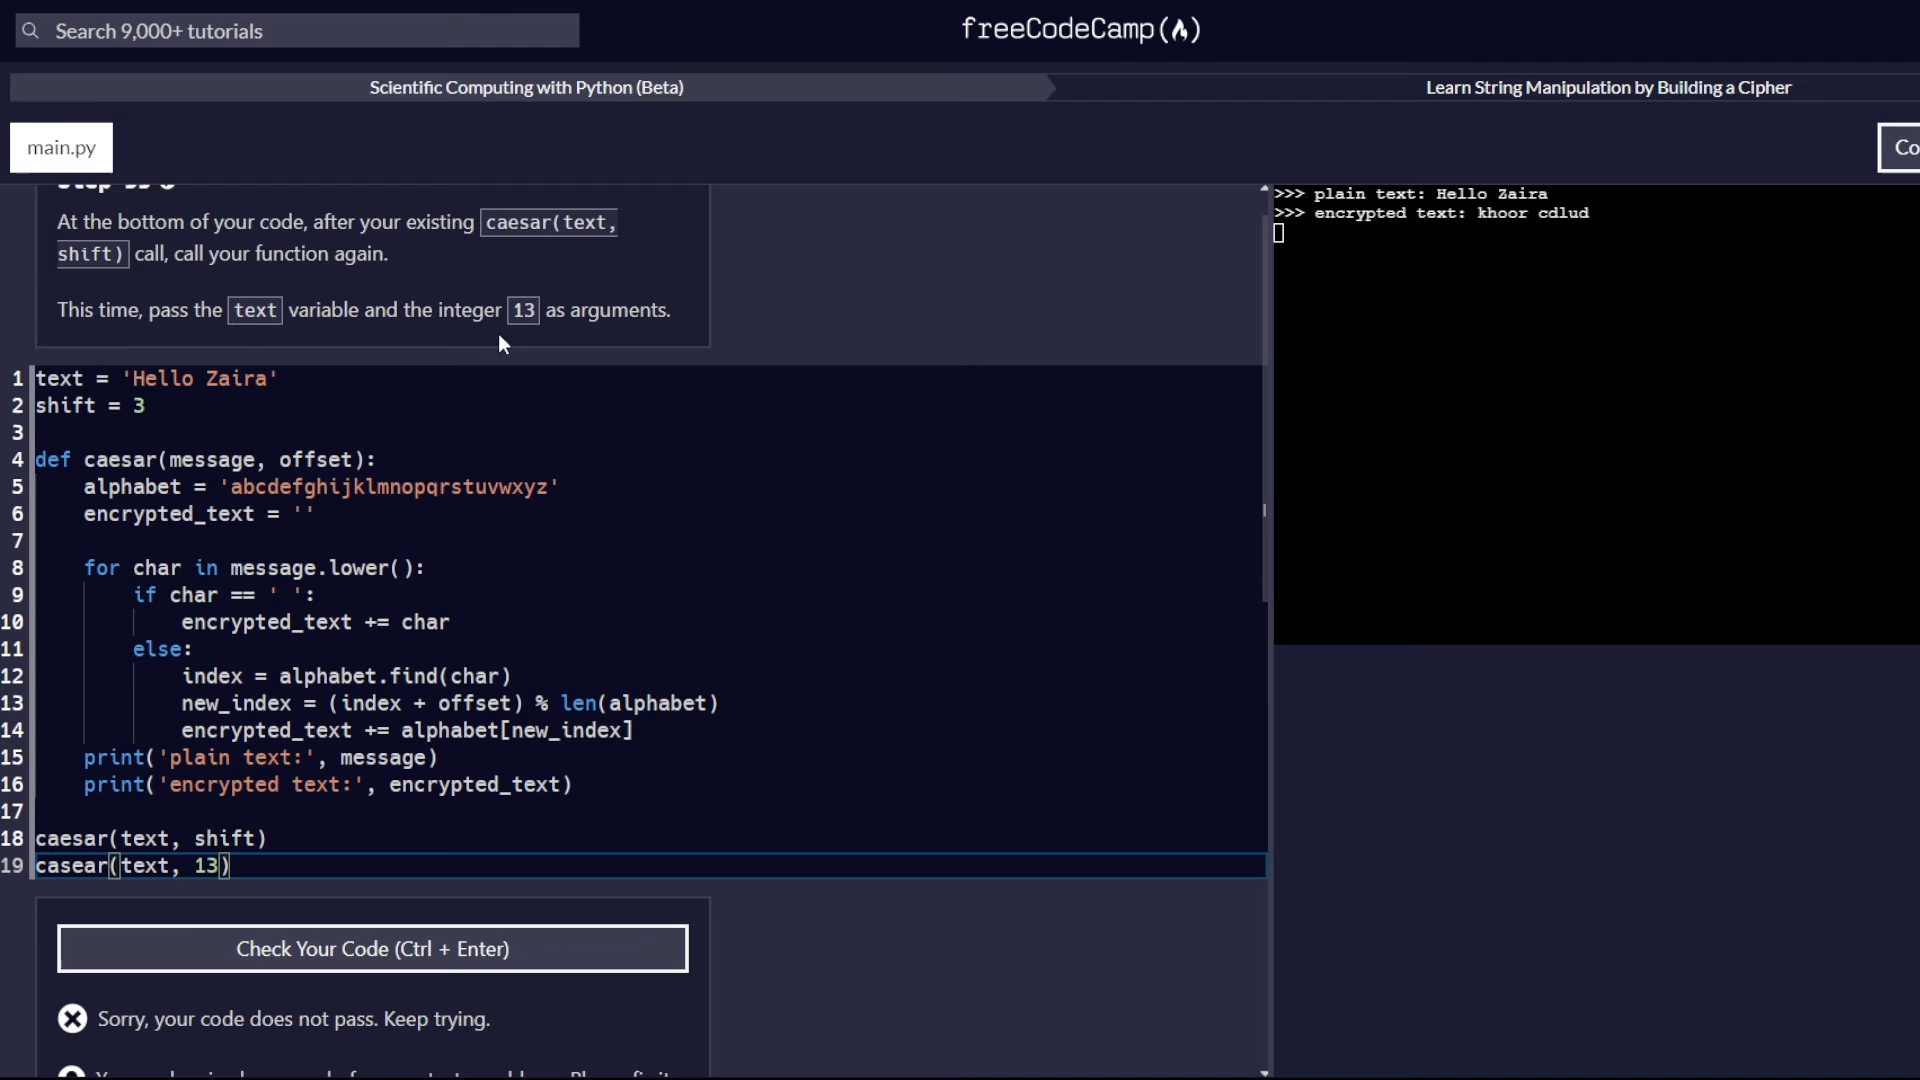 Search 9,000+ tutorials
freeCodeCamp(🔥)
Scientific Computing with Python (Beta)
Learn String Manipulation by Building a Cipher
main.py
Co
At the bottom of your code, after your existing caesar(text,
shift) call, call your function again.
This time, pass the text variable and the integer 13 as arguments.
1 text = 'Hello Zaira'
2 shift = 3
3
4 def caesar(message, offset):
5     alphabet = 'abcdefghijklmnopqrstuvwxyz'
6     encrypted_text = ''
7
8     for char in message.lower():
9         if char == ' ':
10             encrypted_text += char
11         else:
12             index = alphabet.find(char)
13             new_index = (index + offset) % len(alphabet)
14             encrypted_text += alphabet[new_index]
15     print('plain text:', message)
16     print('encrypted text:', encrypted_text)
17
18 caesar(text, shift)
19 casear(text, 13)
Check Your Code (Ctrl + Enter)
Sorry, your code does not pass. Keep trying.
>>> plain text: Hello Zaira
>>> encrypted text: khoor cdlud